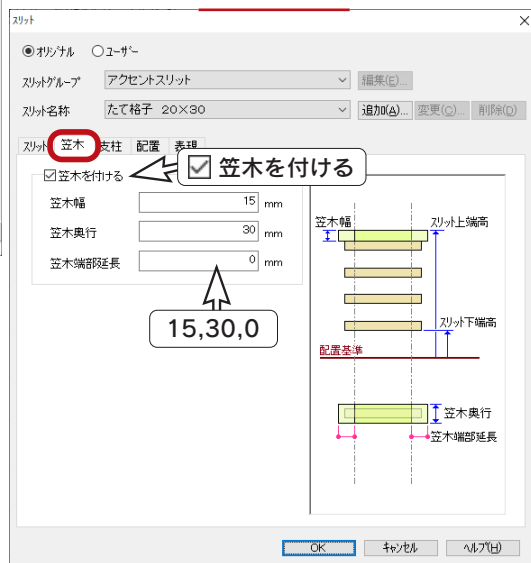 スリット
オリジナル ユーザー
スリットグループ アクセントスリット 編集(E)...
スリット名称 たて格子 20×30 追加(A)... 変更(C)... 削除(D)
スリット 笠木 支柱 配置 表現
笠木を付ける
笠木を付ける
笠木幅 15 mm
笠木奥行 30 mm
笠木端部延長 0 mm
15,30,0
笠木幅 スリット上端高
スリット下端高
配置基準
笠木奥行
笠木端部延長
OK キャンセル ヘルプ(H)